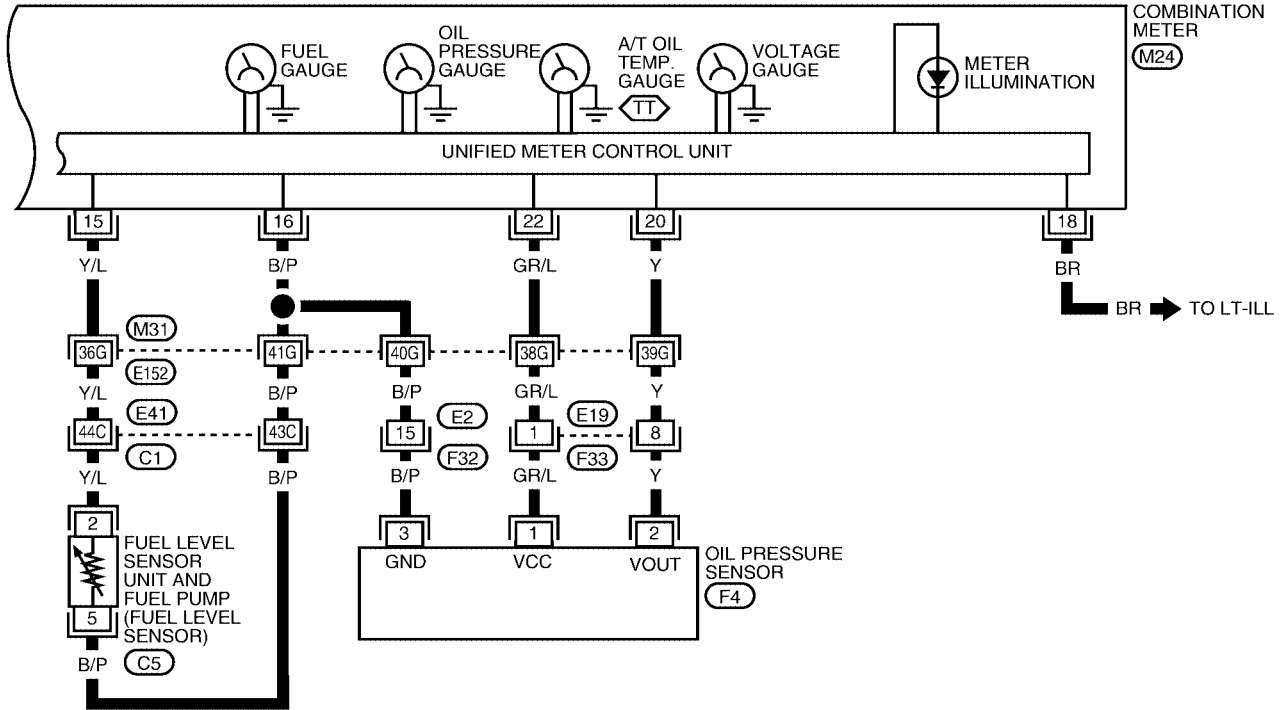 COMBINATION
METER
M24
FUEL
GAUGE
OIL
PRESSURE
GAUGE
A/T OIL
TEMP.
GAUGE
TT
VOLTAGE
GAUGE
METER
ILLUMINATION
UNIFIED METER CONTROL UNIT
15 16 22 20 18
Y/L B/P GR/L Y BR
BR TO LT-ILL
M31
36G 41G 40G 38G 39G
E152
Y/L B/P B/P GR/L Y
E41 E2 E19
44C 43C 15 1 8
C1 F32 F33
Y/L B/P B/P GR/L Y
2 3 1 2
GND VCC VOUT
FUEL LEVEL
SENSOR
UNIT AND
FUEL PUMP
(FUEL LEVEL
SENSOR)
5
C5
B/P
OIL PRESSURE
SENSOR
F4